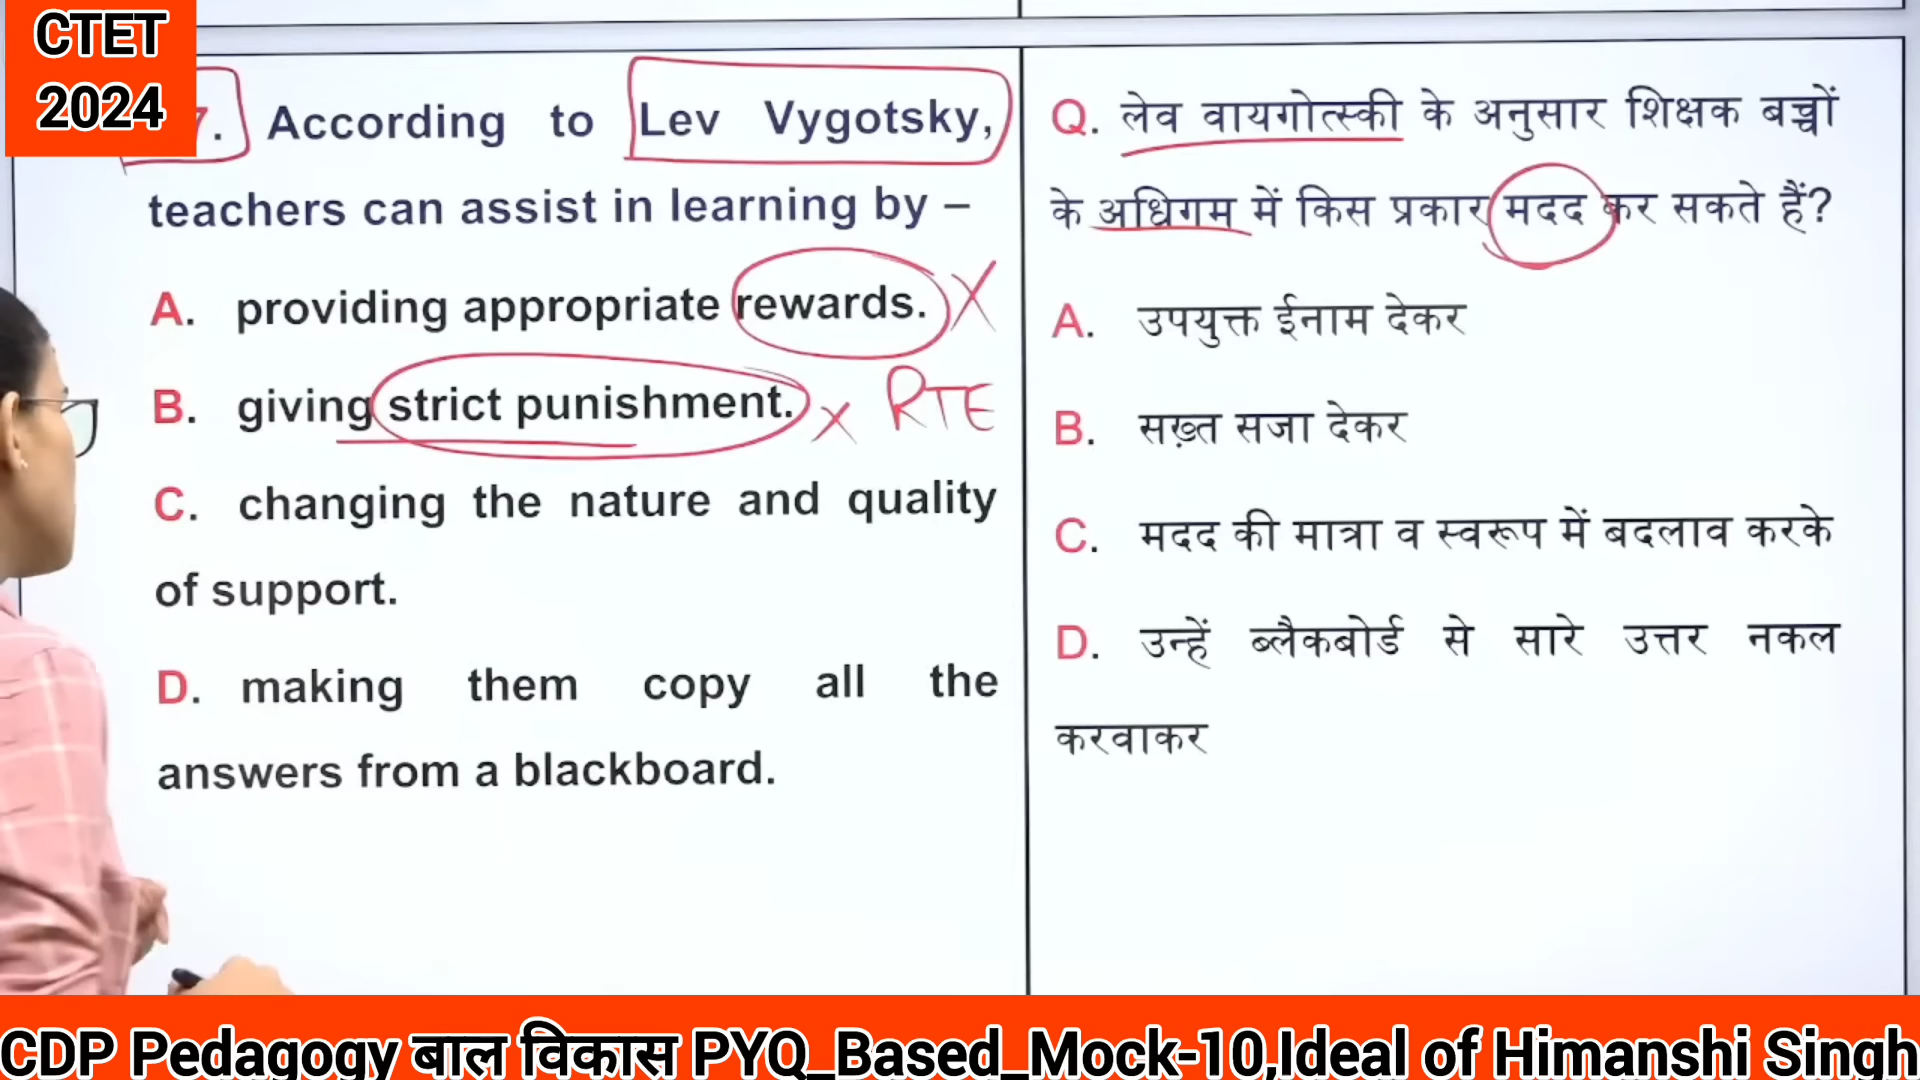 CTET
2024
7. According to Lev Vygotsky,
teachers can assist in learning by –
A. providing appropriate rewards. X
B. giving strict punishment. x RTE
C. changing the nature and quality
of support.
D. making them copy all the
answers from a blackboard.
Q. लेव वायगोत्स्की के अनुसार शिक्षक बच्चों
के अधिगम में किस प्रकार मदद कर सकते हैं?
A. उपयुक्त ईनाम देकर
B. सख़्त सजा देकर
C. मदद की मात्रा व स्वरूप में बदलाव करके
D. उन्हें ब्लैकबोर्ड से सारे उत्तर नकल
करवाकर
CDP Pedagogy बाल विकास PYQ_Based_Mock-10,Ideal of Himanshi Singh